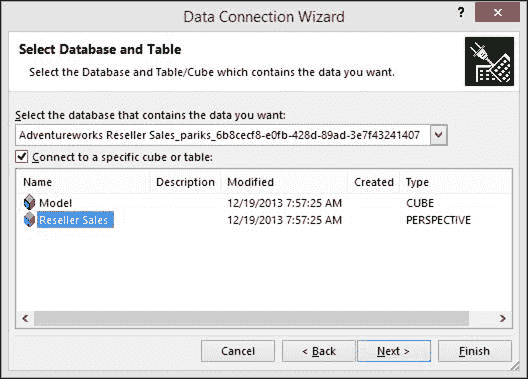 Data Connection Wizard
Select Database and Table
Select the Database and Table/Cube which contains the data you want.
Select the database that contains the data you want:
Adventureworks Reseller Sales_pariks_6b8cecf8-e0fb-428d-89ad-3e7f43241407
Connect to a specific cube or table:
Name Description Modified Created Type
Model 12/19/2013 7:57:25 AM CUBE
Reseller Sales 12/19/2013 7:57:25 AM PERSPECTIVE
Cancel < Back Next > Finish